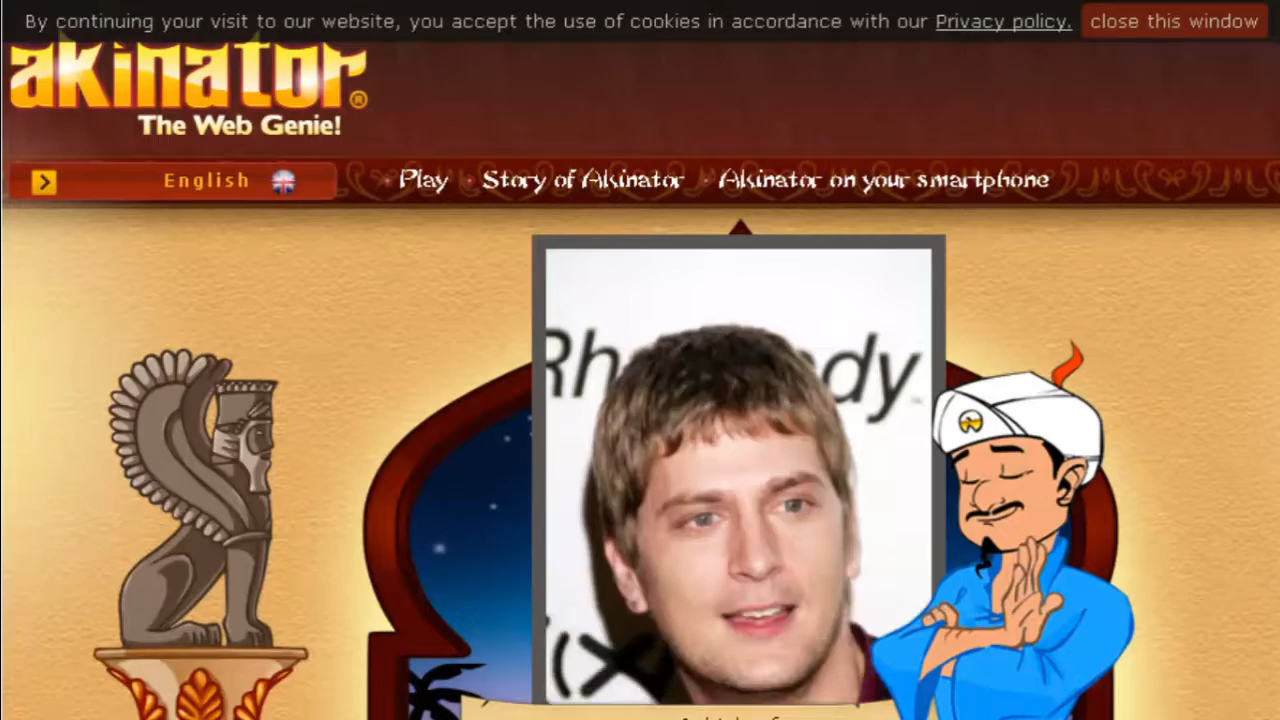 By continuing your visit to our website, you accept the use of cookies in accordance with our Privacy policy. close this window
akinator®
The Web Genie!
English
Play Story of Akinator Akinator on your smartphone